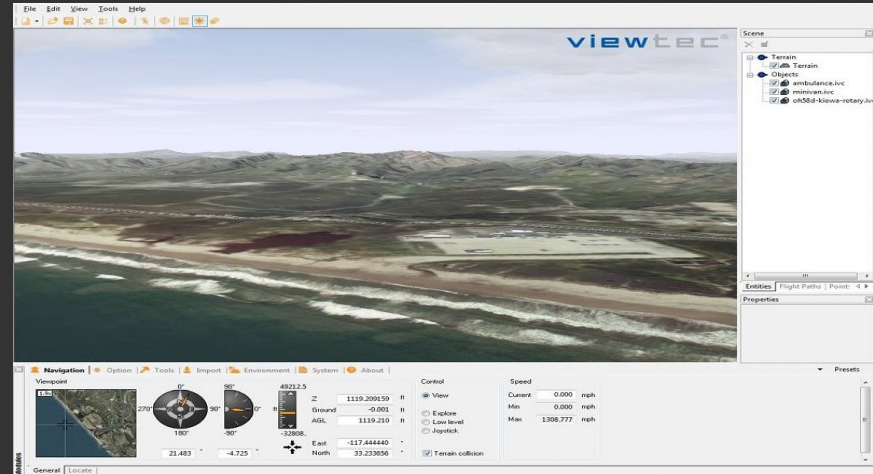 File Edit View Tools Help
viewtec®
Scene
Terrain
Terrain
Objects
ambulance.ivc
minivan.ivc
oh58d-kiowa-rotary.iv
Entities Flight Paths Point:
Properties
Navigation Option Tools Import Environment System About Presets
Viewpoint
0°
270° 90°
180°
21.483 °
90°
0°
-90°
-4.725 °
49212.5
ft
-32808.
Z 1119.209159 ft
Ground -0.001 ft
AGL 1119.210 ft
East -117.444440 °
North 33.233656 °
Control
View
Explore
Low level
Joystick
Terrain collision
Speed
Current 0.000 mph
Min 0.000 mph
Max 1308.777 mph
General Locate